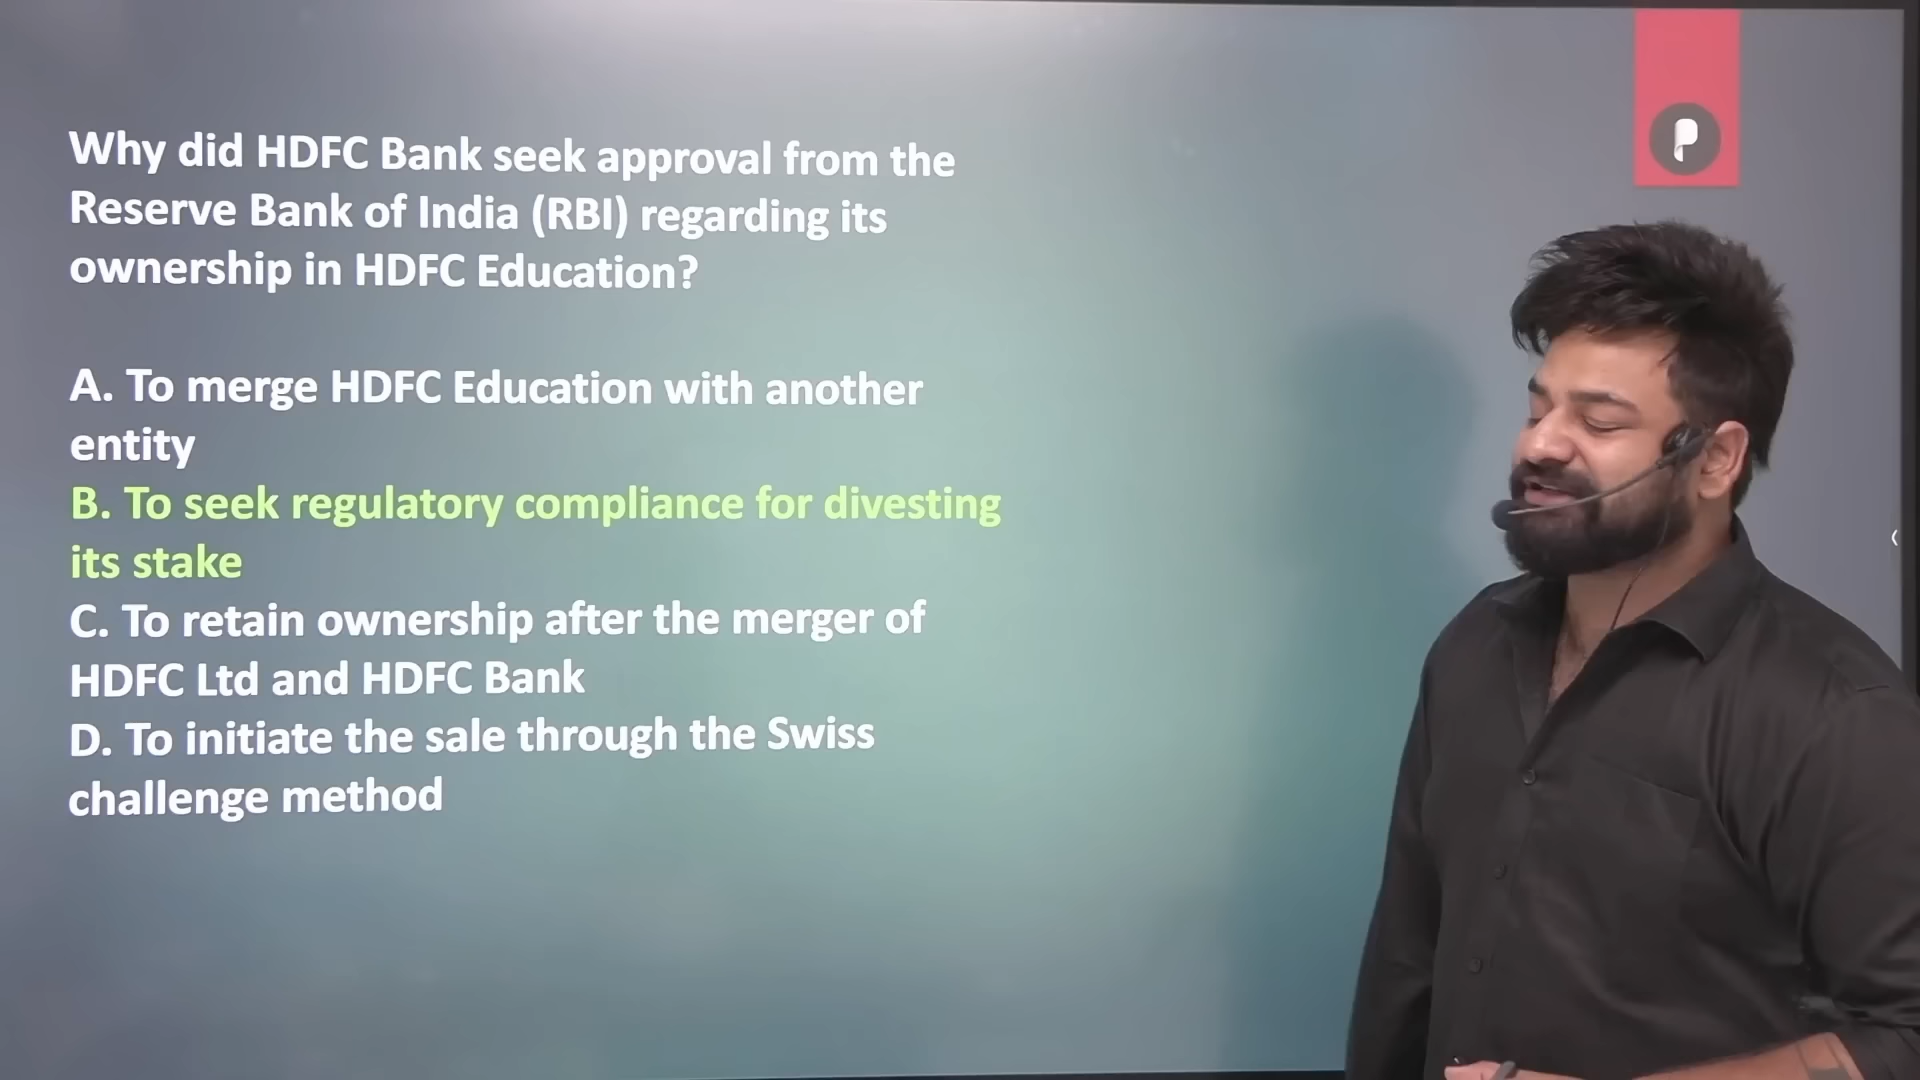 Why did HDFC Bank seek approval from the
Reserve Bank of India (RBI) regarding its
ownership in HDFC Education?
A. To merge HDFC Education with another
entity
B. To seek regulatory compliance for divesting
its stake
C. To retain ownership after the merger of
HDFC Ltd and HDFC Bank
D. To initiate the sale through the Swiss
challenge method